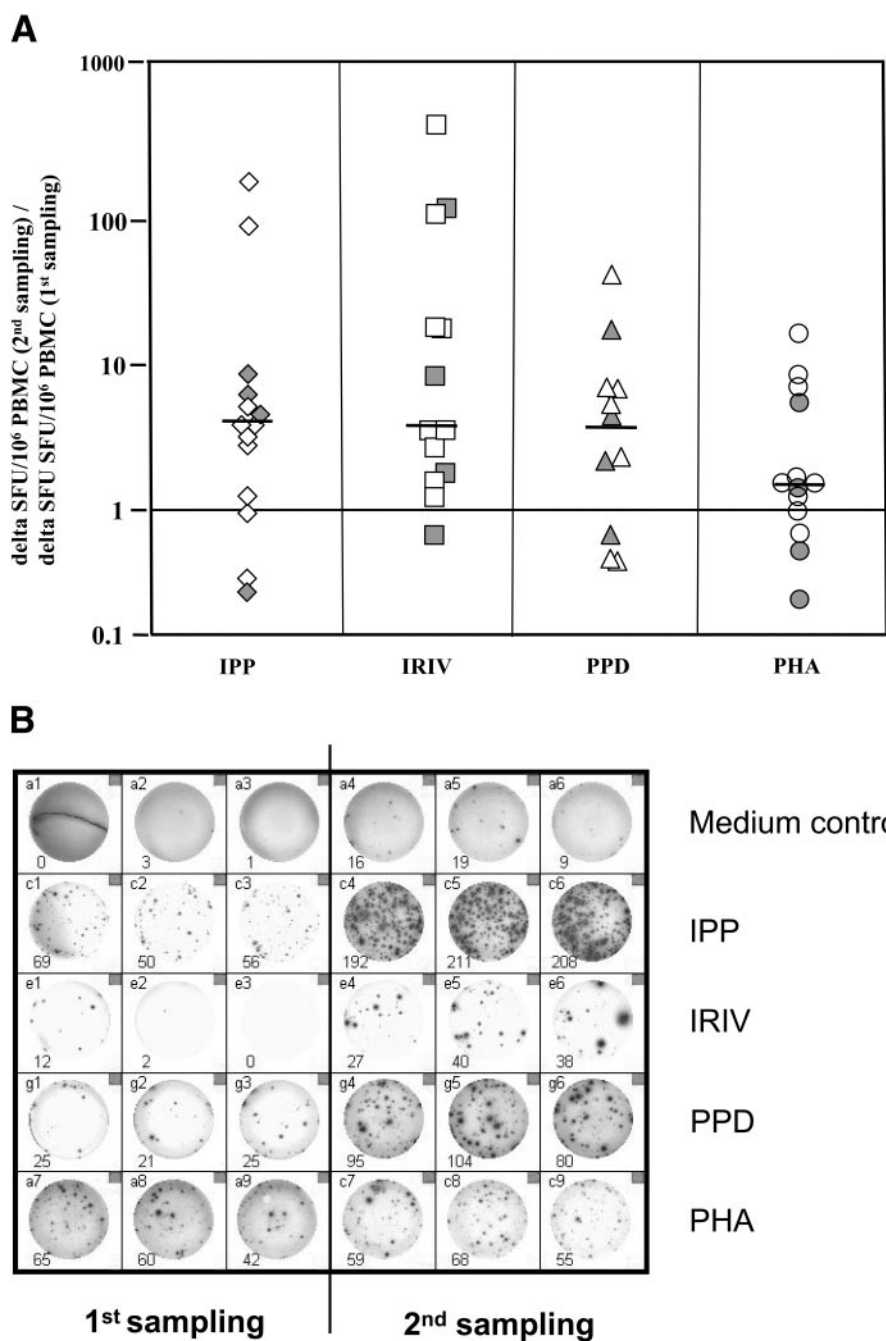 A
1000
100
10
1
0.1
delta SFU/10⁶ PBMC (2nd sampling) /
delta SFU SFU/10⁶ PBMC (1st sampling)
IPP IRIV PPD PHA
B
a1 a2 a3 a4 a5 a6
0 3 1 16 19 9
Medium contro
c1 c2 c3 c4 c5 c6
69 50 56 192 211 208
IPP
e1 e2 e3 e4 e5 e6
12 2 0 27 40 38
IRIV
g1 g2 g3 g4 g5 g6
25 21 25 95 104 80
PPD
a7 a8 a9 c7 c8 c9
65 60 42 59 68 55
PHA
1st sampling 2nd sampling